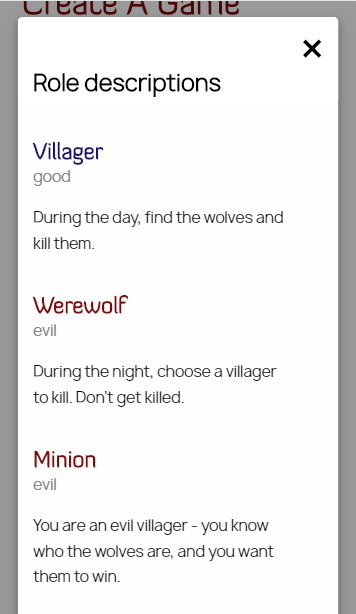 Create A Game
Role descriptions
Villager
good
During the day, find the wolves and
kill them.
Werewolf
evil
During the night, choose a villager
to kill. Don't get killed.
Minion
evil
You are an evil villager - you know
who the wolves are, and you want
them to win.